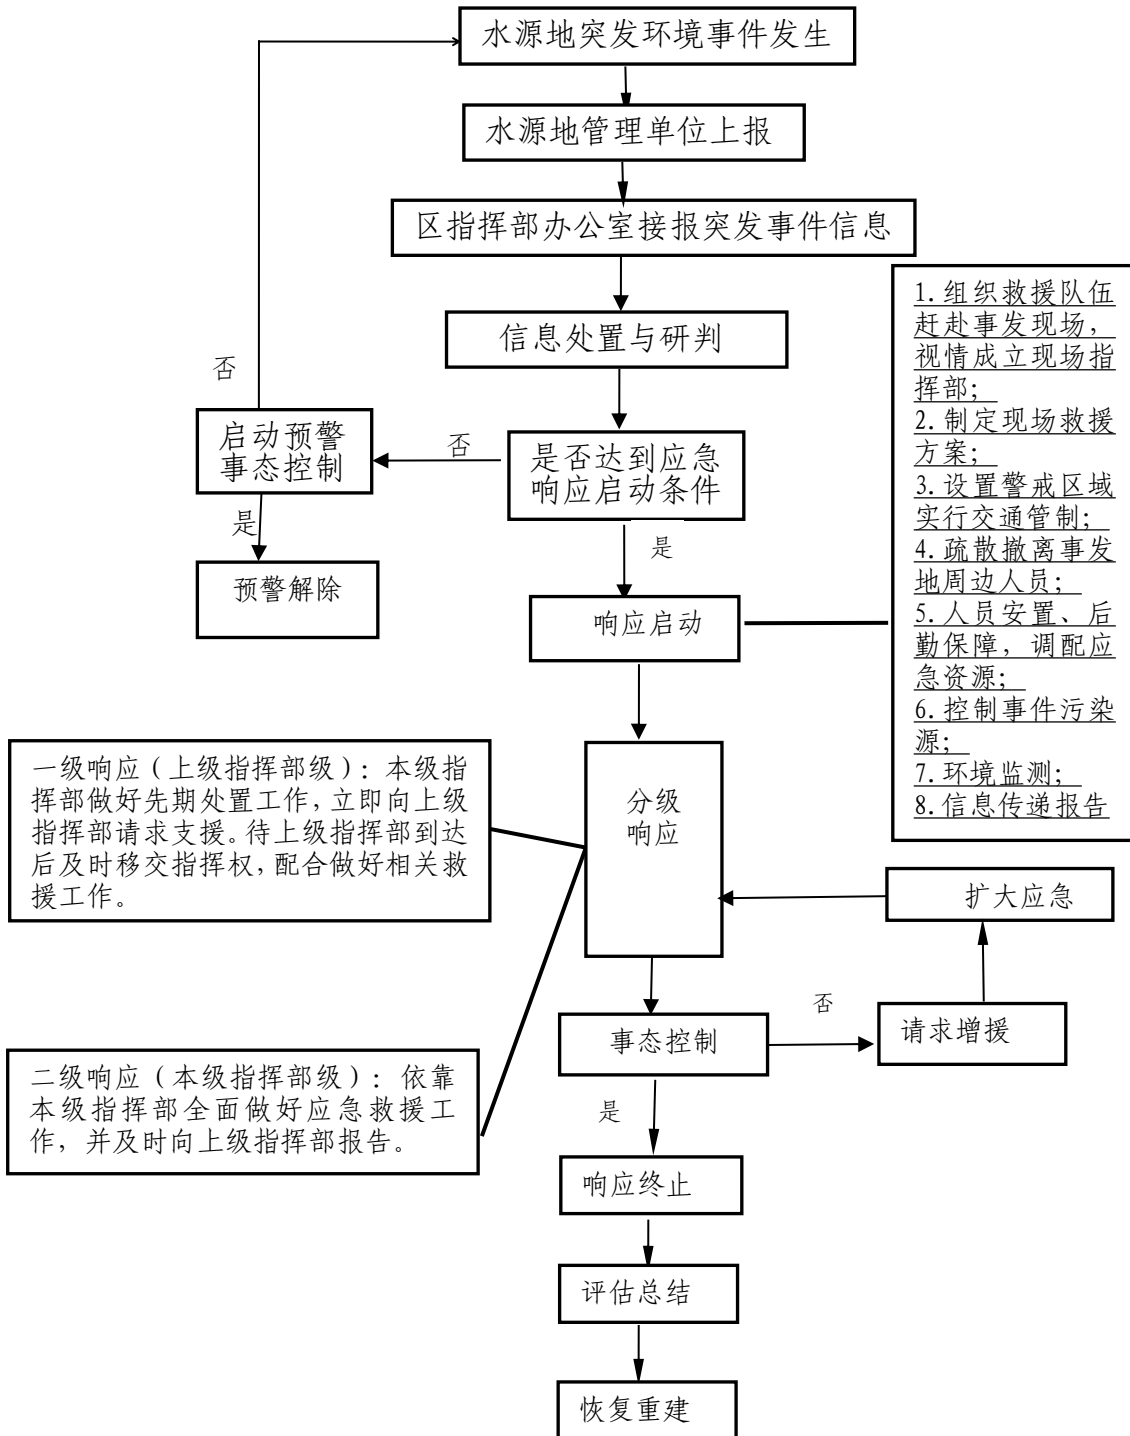 水源地突发环境事件发生
水源地管理单位上报
区指挥部办公室接报突发事件信息
信息处置与研判
是否达到应急
响应启动条件
否
启动预警
事态控制
否
是
预警解除
是
响应启动
1.组织救援队伍
赶赴事发现场，
视情成立现场指
挥部；
2.制定现场救援
方案；
3.设置警戒区域
实行交通管制；
4.疏散撤离事发
地周边人员；
5.人员安置、后
勤保障，调配应
急资源；
6.控制事件污染
源；
7.环境监测；
8.信息传递报告
分级
响应
一级响应（上级指挥部级）：本级指
挥部做好先期处置工作，立即向上级
指挥部请求支援。待上级指挥部到达
后及时移交指挥权，配合做好相关救
援工作。
二级响应（本级指挥部级）：依靠
本级指挥部全面做好应急救援工
作，并及时向上级指挥部报告。
扩大应急
请求增援
否
事态控制
是
响应终止
评估总结
恢复重建